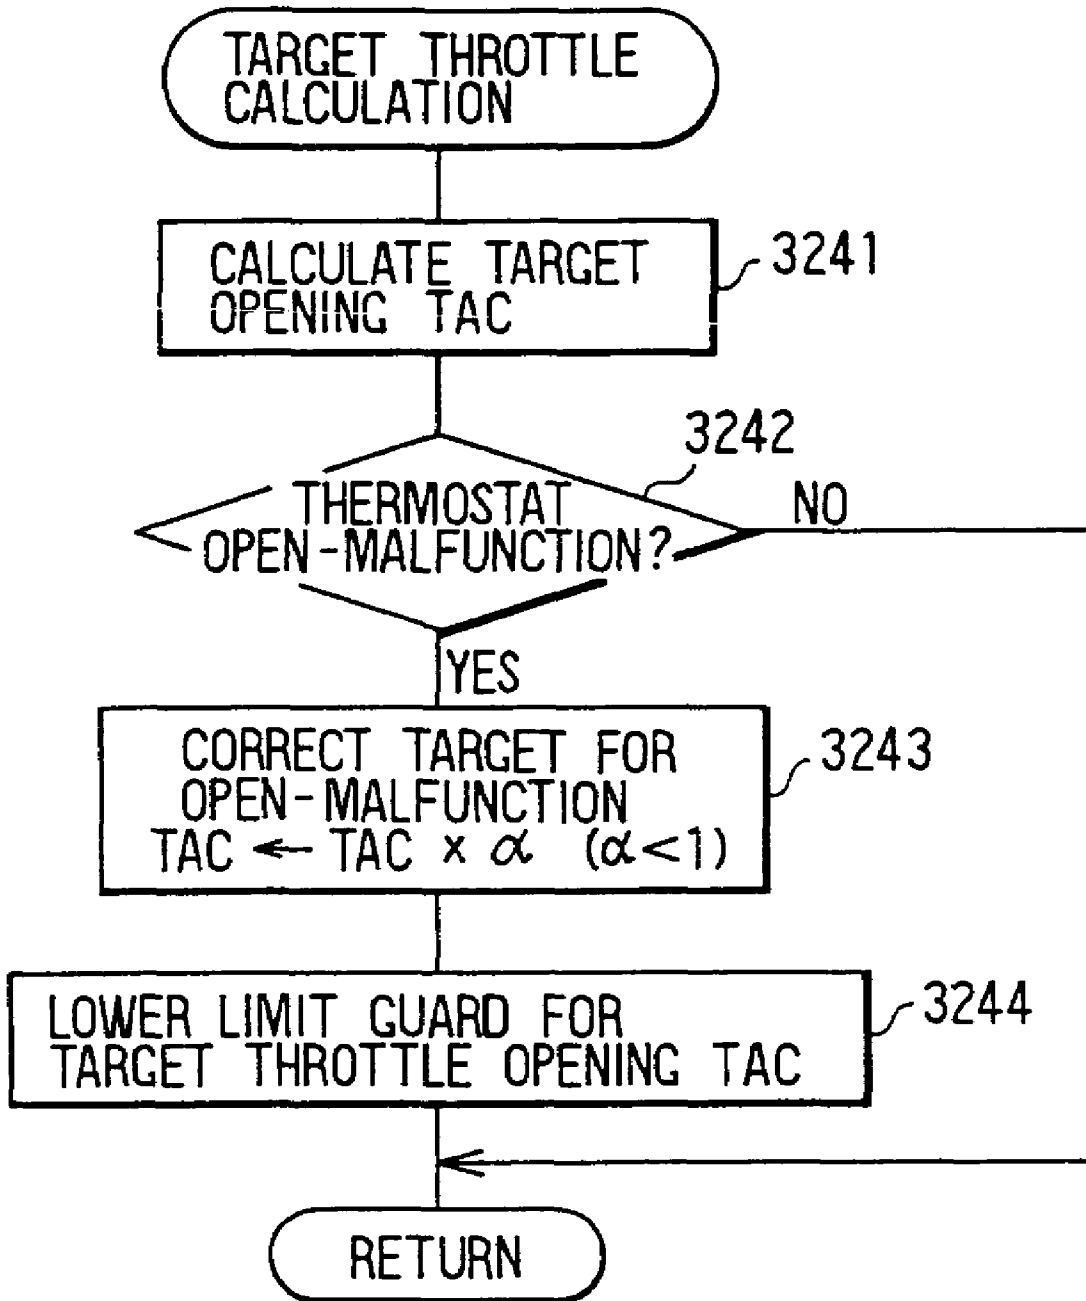 TARGET THROTTLE
CALCULATION
CALCULATE TARGET
OPENING TAC
3241
3242
THERMOSTAT
OPEN-MALFUNCTION?
NO
YES
CORRECT TARGET FOR
OPEN-MALFUNCTION
TAC ← TAC × α (α<1)
3243
LOWER LIMIT GUARD FOR
TARGET THROTTLE OPENING TAC
3244
RETURN